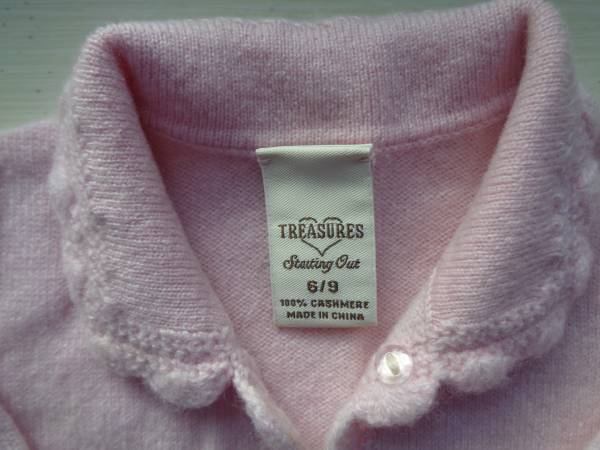 TREASURES
Starting Out
6/9
100% CASHMERE
MADE IN CHINA